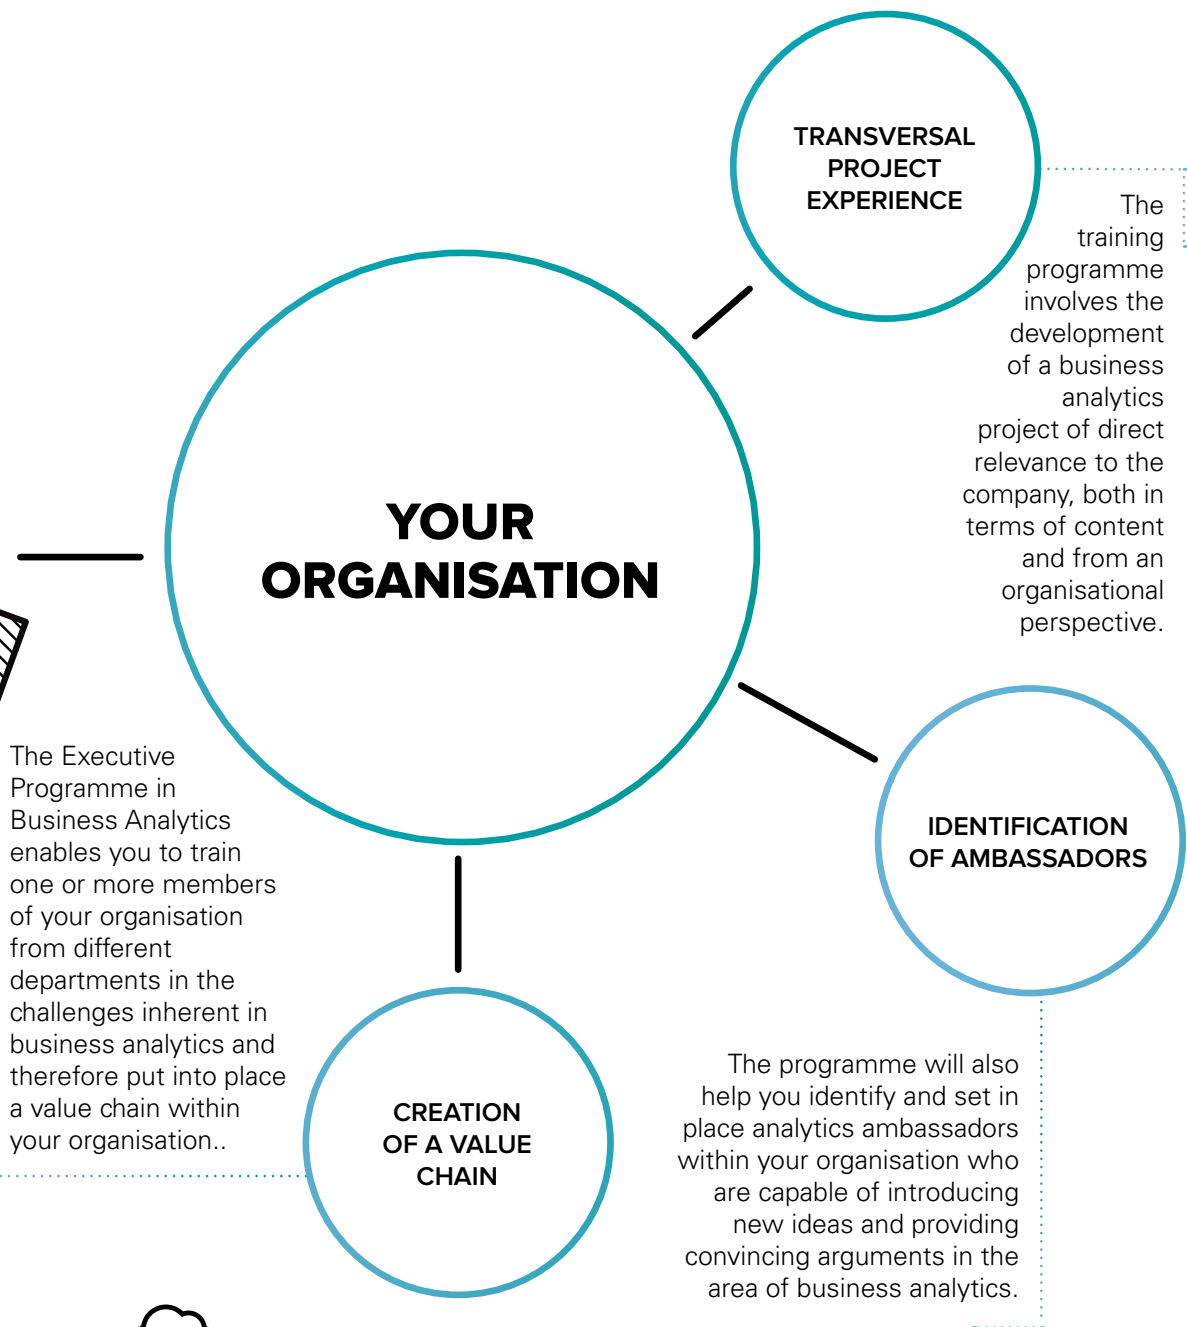 TRANSVERSAL
PROJECT
EXPERIENCE
The
training
programme
involves the
development
of a business
analytics
project of direct
relevance to the
company, both in
terms of content
and from an
organisational
perspective.
YOUR
ORGANISATION
IDENTIFICATION
OF AMBASSADORS
The Executive
Programme in
Business Analytics
enables you to train
one or more members
of your organisation
from different
departments in the
challenges inherent in
business analytics and
therefore put into place
a value chain within
your organisation..
CREATION
OF A VALUE
CHAIN
The programme will also
help you identify and set in
place analytics ambassadors
within your organisation who
are capable of introducing
new ideas and providing
convincing arguments in the
area of business analytics.